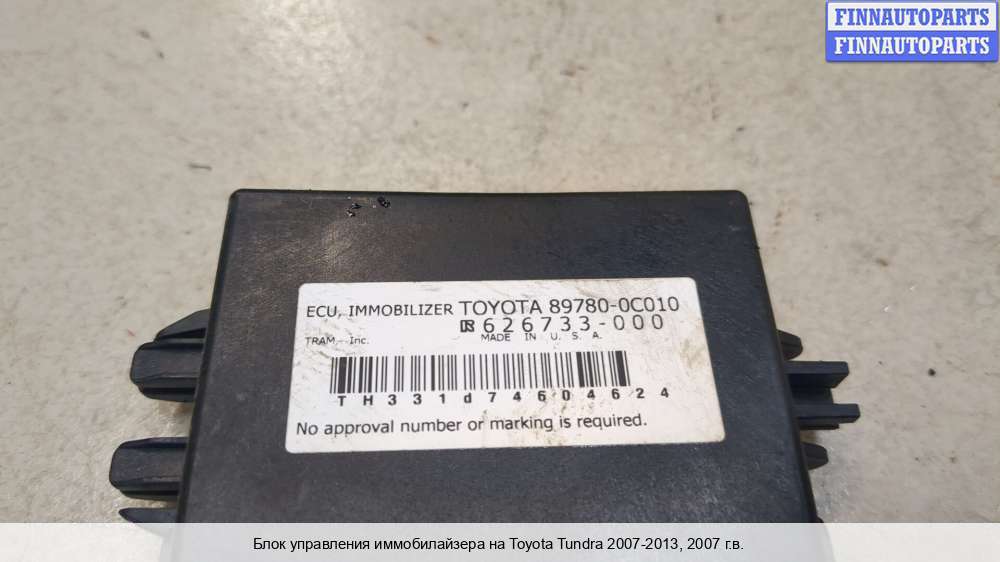 FINNAUTOPARTS
FINNAUTOPARTS
ECU, IMMOBILIZER TOYOTA 89780-0C010
R 626733-000
TRAM, Inc. MADE IN U. S. A.
TH331d74604624
No approval number or marking is required.
Блок управления иммобилайзера на Toyota Tundra 2007-2013, 2007 г.в.